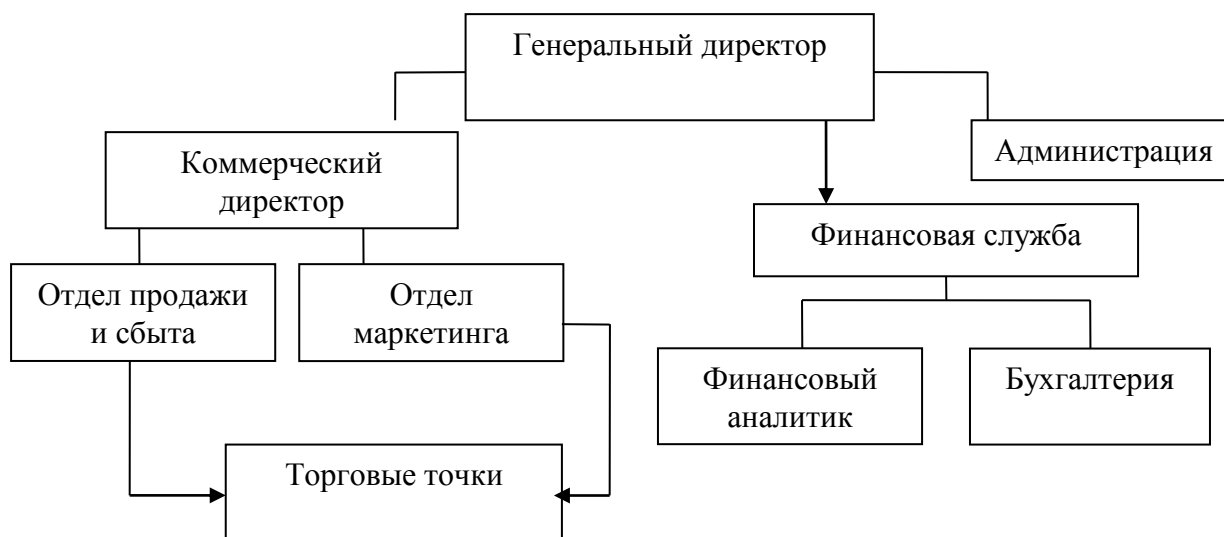 Генеральный директор
Коммерческий
директор
Администрация
Финансовая служба
Отдел продажи
и сбыта
Отдел
маркетинга
Финансовый
аналитик
Бухгалтерия
Торговые точки